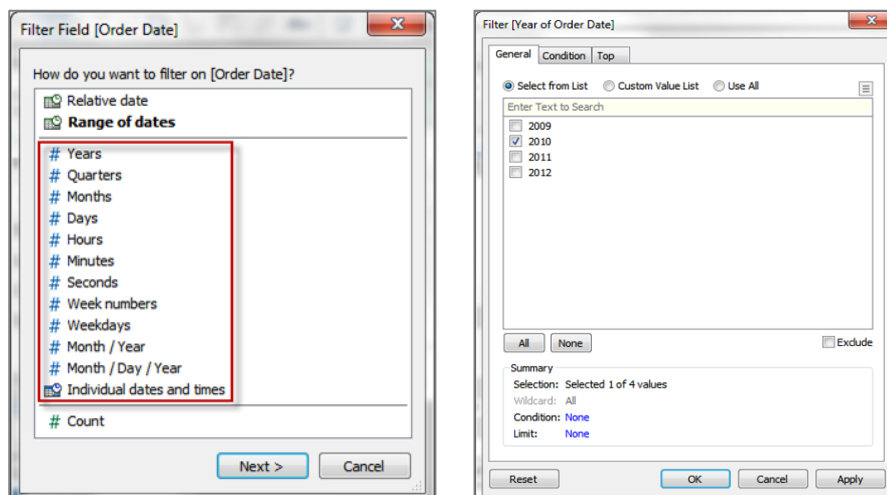 Filter Field [Order Date]
How do you want to filter on [Order Date]?
Relative date
Range of dates
# Years
# Quarters
# Months
# Days
# Hours
# Minutes
# Seconds
# Week numbers
# Weekdays
# Month / Year
# Month / Day / Year
Individual dates and times
# Count
Next >
Cancel
Filter [Year of Order Date]
General Condition Top
Select from List Custom Value List Use All
Enter Text to Search
2009
2010
2011
2012
All None Exclude
Summary
Selection: Selected 1 of 4 values
Wildcard: All
Condition: None
Limit: None
Reset OK Cancel Apply